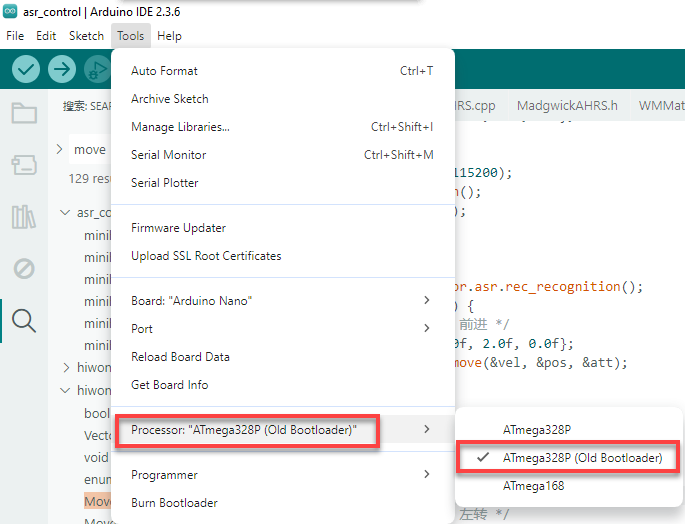 asr_control | Arduino IDE 2.3.6
File Edit Sketch Tools Help
Auto Format Ctrl+T
Archive Sketch
Manage Libraries... Ctrl+Shift+I
Serial Monitor Ctrl+Shift+M
Serial Plotter
Firmware Updater
Upload SSL Root Certificates
Board: "Arduino Nano"
Port
Reload Board Data
Get Board Info
Processor: "ATmega328P (Old Bootloader)"
Programmer
Burn Bootloader
ATmega328P
ATmega328P (Old Bootloader)
ATmega168
搜索: SEAR
move
129 resu
asr_co
minil
minil
minil
minil
minil
minil
hiwon
hiwon
bool
Vecto
void
enum
Move
Move
RS.cpp MadgwickAHRS.h WMMat
115200);
n();
);
or.asr.rec_recognition();
) {
前进 */
0f, 2.0f, 0.0f};
move(&vel, &pos, &att);
左转 */